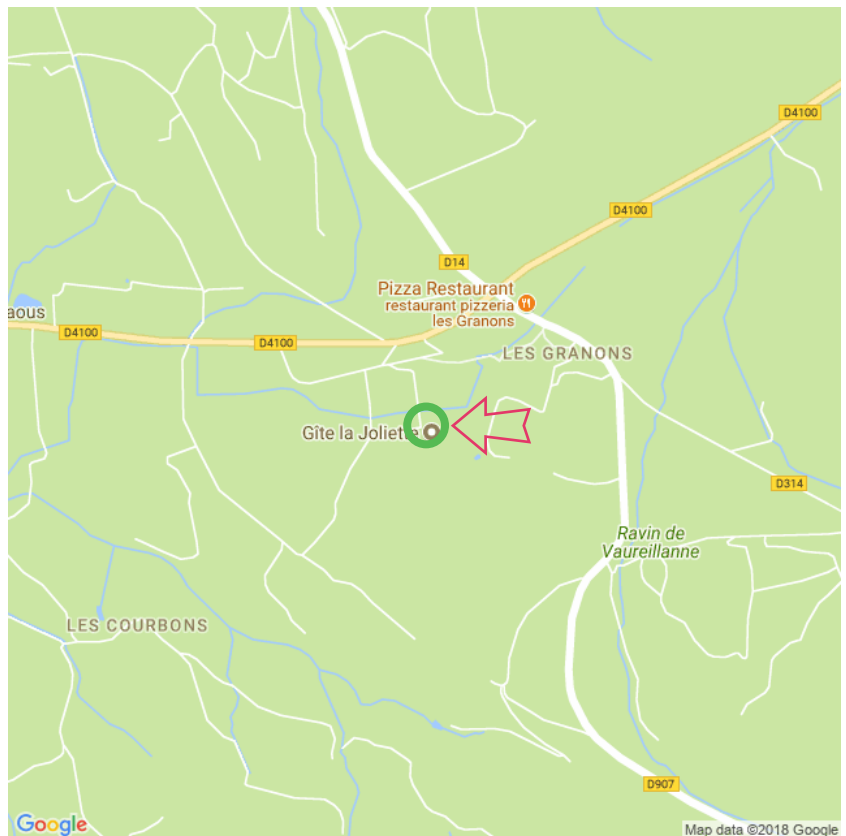 D4100
D4100
D14
Pizza Restaurant
restaurant pizzeria
les Granons
aous
D4100
D4100
LES GRANONS
Gîte la Joliette
D314
Ravin de
Vaureillanne
LES COURBONS
D907
Google
Map data ©2018 Google